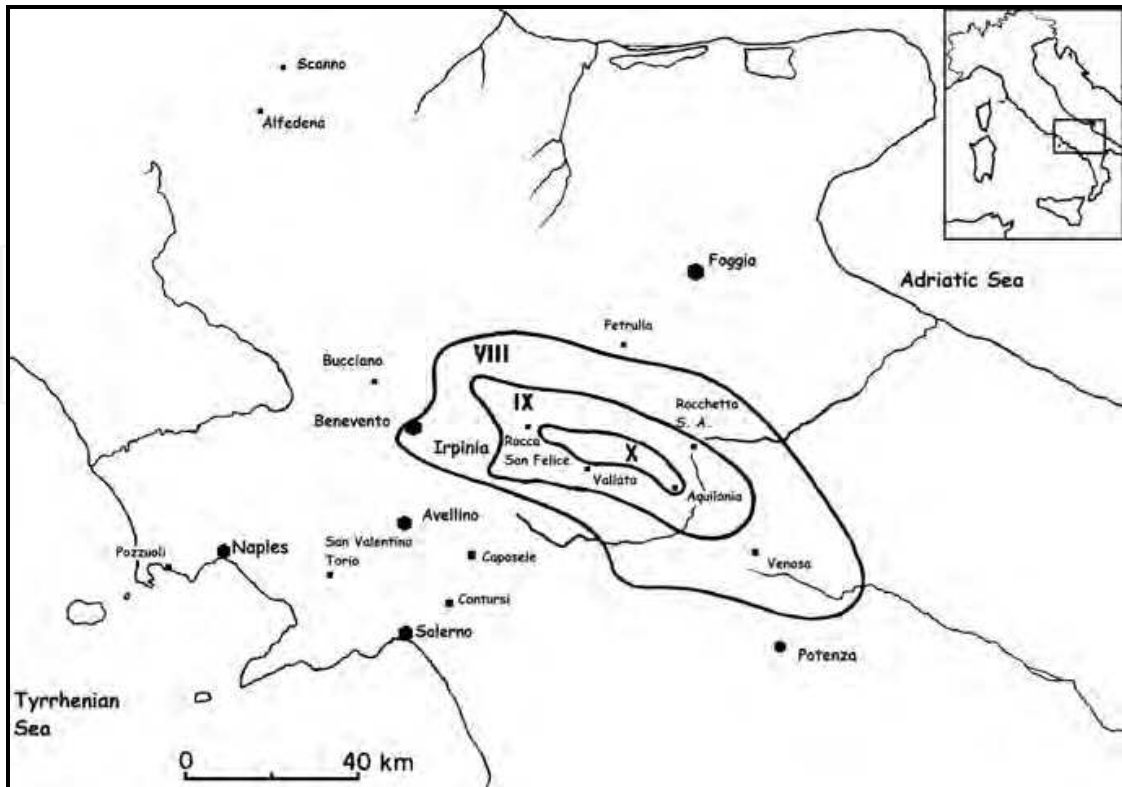 Scanno
Alfedena
Foggia
Adriatic Sea
Petrulla
VIII
Bucciano
IX
Rocchetta
S. A.
Benevento
Irpinia
Rocca
San Felice
X
Vallata
Aquilonia
Avellino
San Valentino
Torio
Naples
Pozzuoli
Caposele
Venosa
Contursi
Salerno
Potenza
Tyrrhenian
Sea
0 40 km